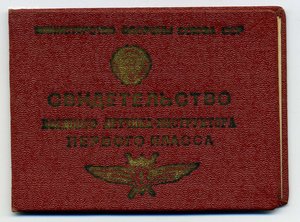 МИНИСТЕРСТВО ОБОРОНЫ СОЮЗА ССР
СВИДЕТЕЛЬСТВО
ВОЕННОГО ЛЕТЧИКА-ИНСТРУКТОРА
ПЕРВОГО КЛАССА